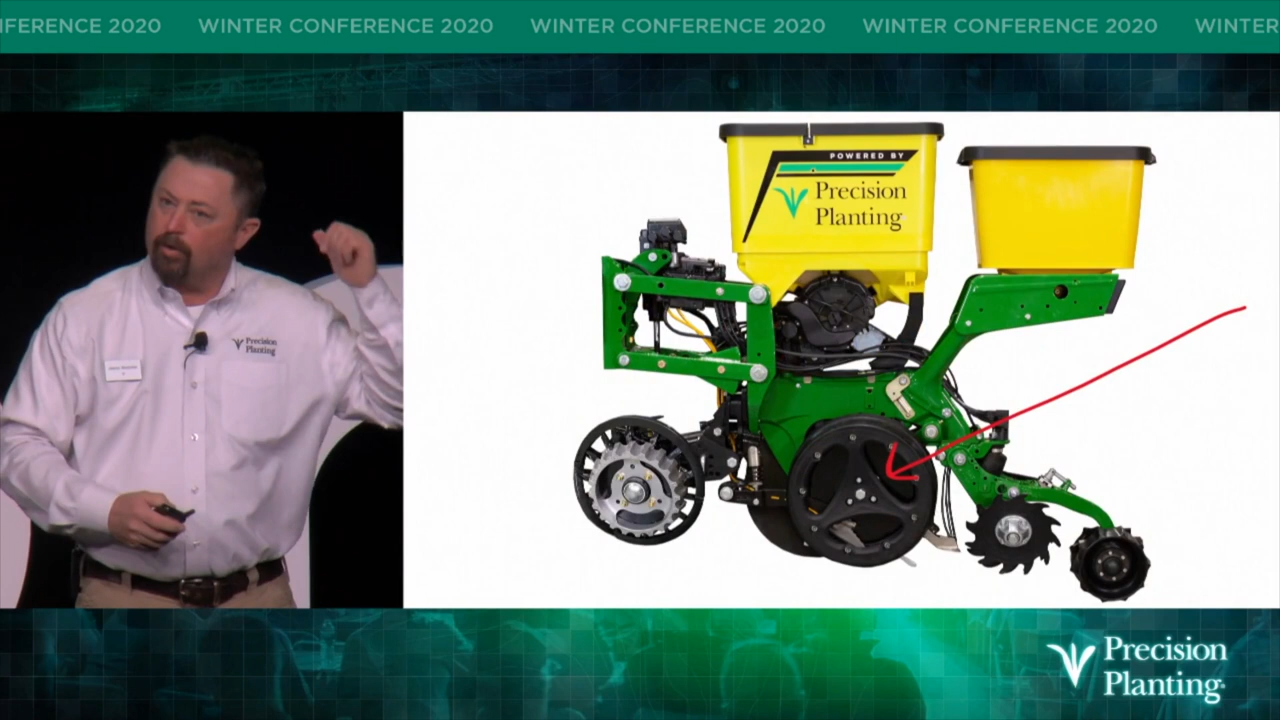 FERENCE 2020 WINTER CONFERENCE 2020 WINTER CONFERENCE 2020 WINTER CONFERENCE 2020 WINTER
POWERED BY
Precision
Planting
Precision
Planting
Precision
Planting